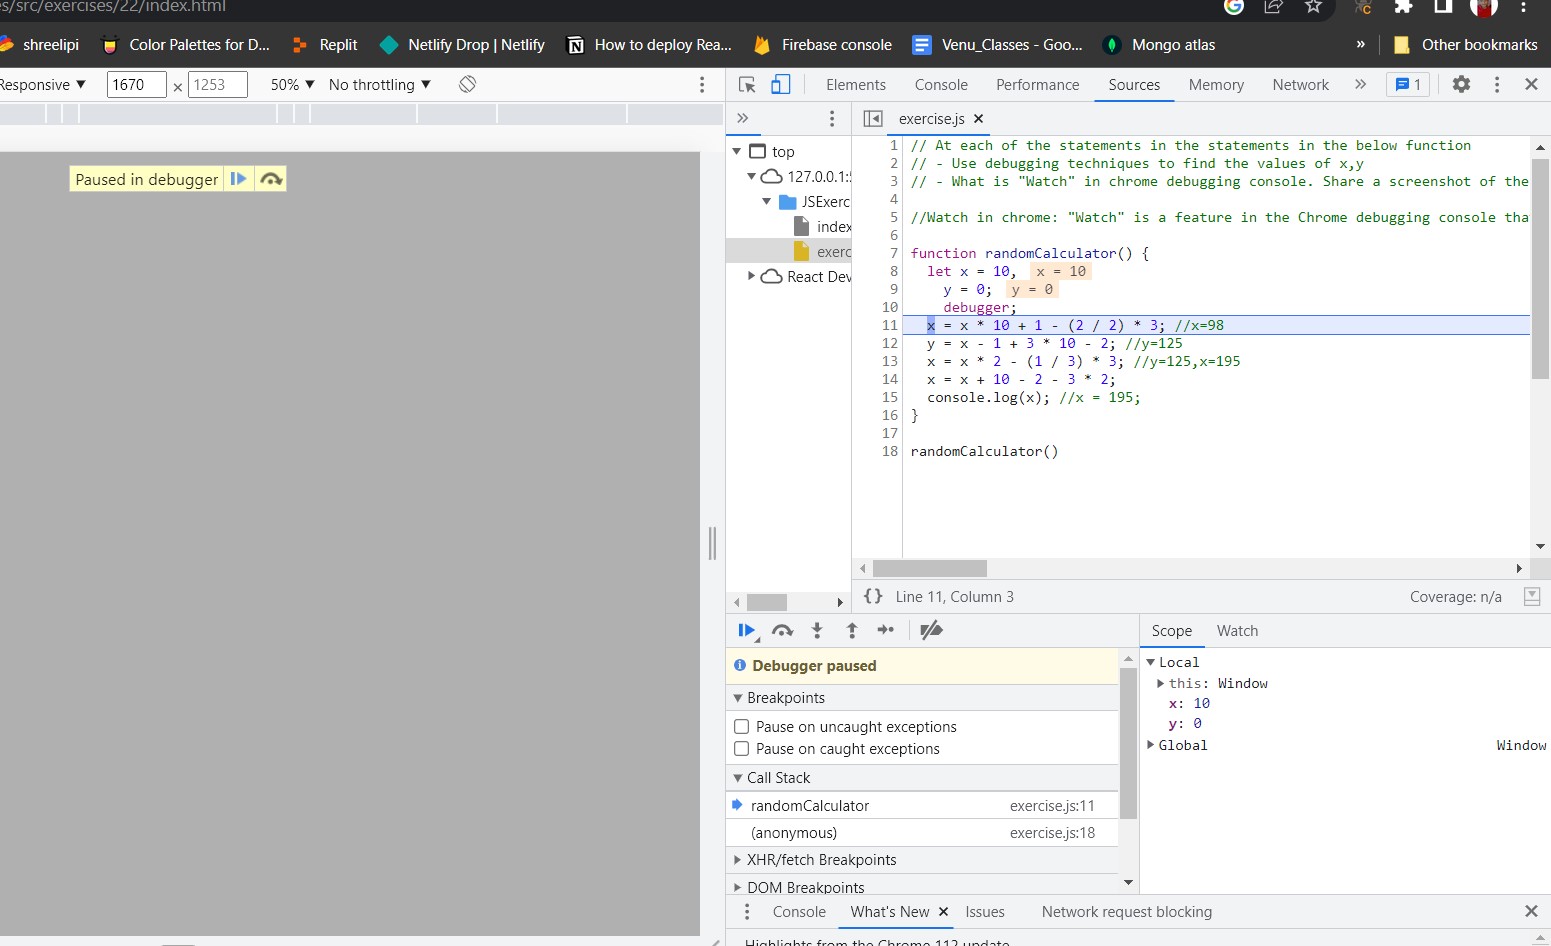 es/src/exercises/22/index.html
shreelipi
Color Palettes for D...
Replit
Netlify Drop | Netlify
How to deploy Rea...
Firebase console
Venu_Classes - Goo...
Mongo atlas
»
Other bookmarks
Responsive ▼ 1670 × 1253 50% ▼ No throttling ▼
Elements Console Performance Sources Memory Network » 1
»
exercise.js ×
Paused in debugger
top
127.0.0.1:5
JSExerc
index
exerc
React Dev
1 // At each of the statements in the statements in the below function
2 // - Use debugging techniques to find the values of x,y
3 // - What is "Watch" in chrome debugging console. Share a screenshot of the
4
5 //Watch in chrome: "Watch" is a feature in the Chrome debugging console tha
6
7 function randomCalculator() {
8 let x = 10, x = 10
9 y = 0; y = 0
10 debugger;
11 x = x * 10 + 1 - (2 / 2) * 3; //x=98
12 y = x - 1 + 3 * 10 - 2; //y=125
13 x = x * 2 - (1 / 3) * 3; //y=125,x=195
14 x = x + 10 - 2 - 3 * 2;
15 console.log(x); //x = 195;
16 }
17
18 randomCalculator()
{} Line 11, Column 3 Coverage: n/a
Debugger paused
Breakpoints
Pause on uncaught exceptions
Pause on caught exceptions
Call Stack
randomCalculator exercise.js:11
(anonymous) exercise.js:18
XHR/fetch Breakpoints
DOM Breakpoints
Scope Watch
Local
this: Window
x: 10
y: 0
Global Window
Console What's New × Issues Network request blocking
Highlights from the Chrome 112 update